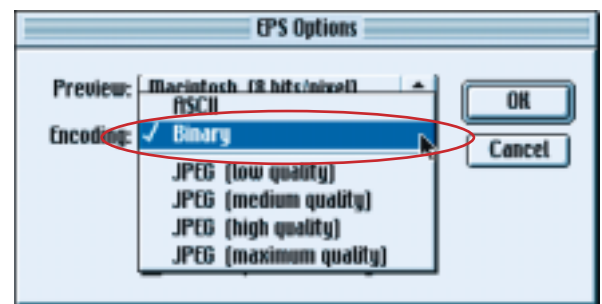 EPS Options
Preview: Macintosh (8 bits/pixel)
OK
ASCII
Encoding: ✓ Binary
Cancel
JPEG (low quality)
JPEG (medium quality)
JPEG (high quality)
JPEG (maximum quality)